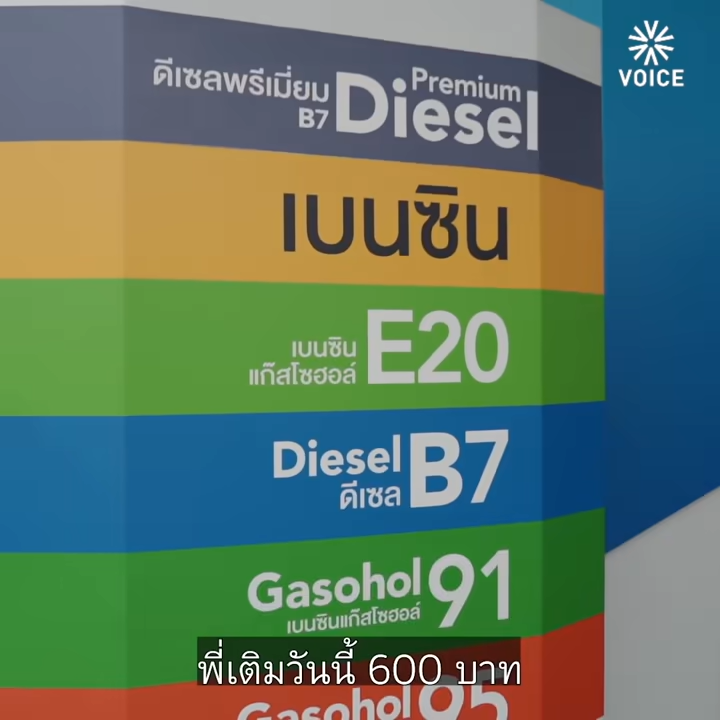 VOICE
ดีเซลพรีเมี่ยม
B7
Premium
Diesel
เบนซิน
เบนซิน
แก๊สโซฮอล์
E20
Diesel
ดีเซล
B7
Gasohol
เบนซินแก๊สโซฮอล์
91
พี่เติมวันนี้ 600 บาท
Gasohol
95